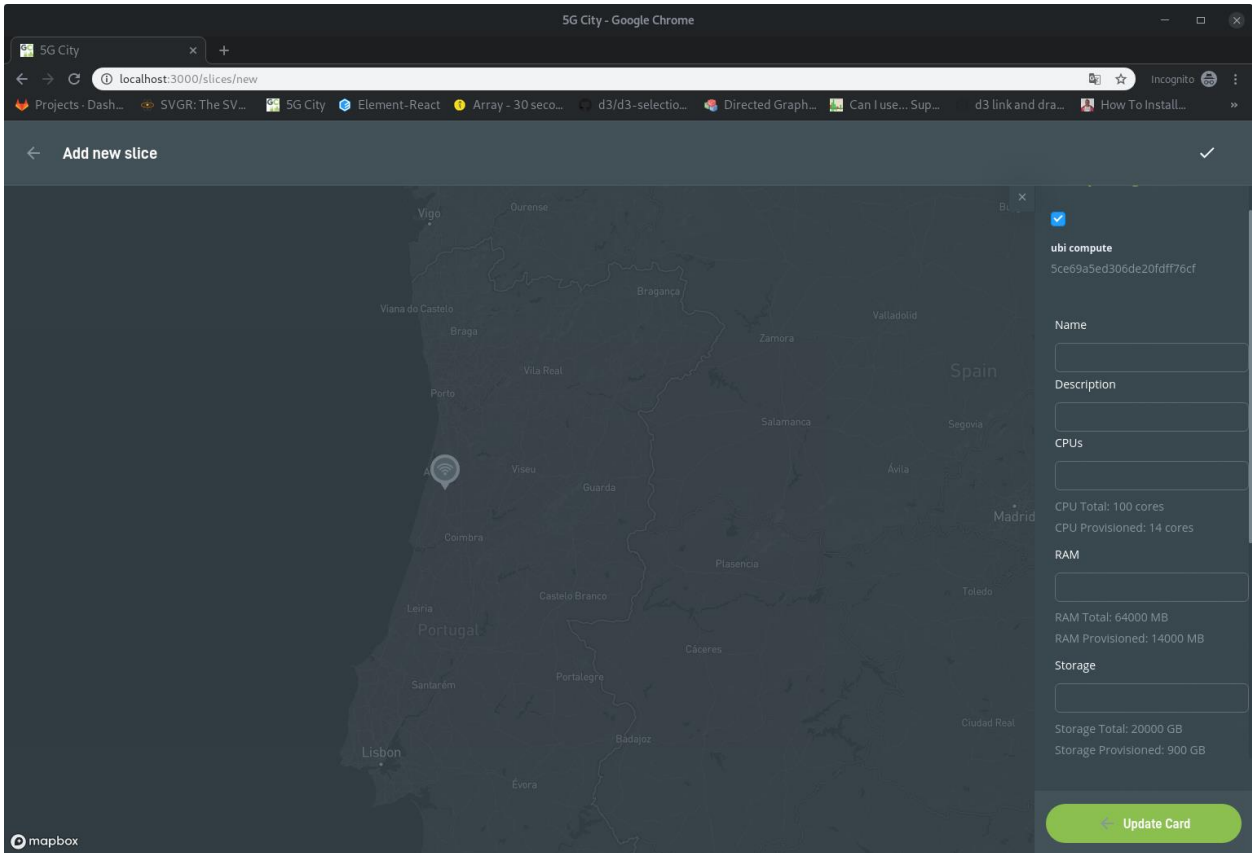 5G City - Google Chrome
5G City
localhost:3000/slices/new
Incognito
Projects · Dash...
SVGR: The SV...
5G City
Element-React
Array - 30 seco...
d3/d3-selectio...
Directed Graph...
Can I use... Sup...
d3 link and dra...
How To Install...
»
Add new slice
Vigo
Ourense
Bragança
Viana do Castelo
Braga
Valladolid
Zamora
Vila Real
Spain
Porto
Salamanca
Segovia
Viseu
Ávila
Guarda
Madrid
Coimbra
Plasencia
Castelo Branco
Toledo
Leiria
Portugal
Cáceres
Santarém
Portalegre
Ciudad Real
Badajoz
Lisbon
Évora
mapbox
ubi compute
5ce69a5ed306de20fdff76cf
Name
Description
CPUs
CPU Total: 100 cores
CPU Provisioned: 14 cores
RAM
RAM Total: 64000 MB
RAM Provisioned: 14000 MB
Storage
Storage Total: 20000 GB
Storage Provisioned: 900 GB
Update Card